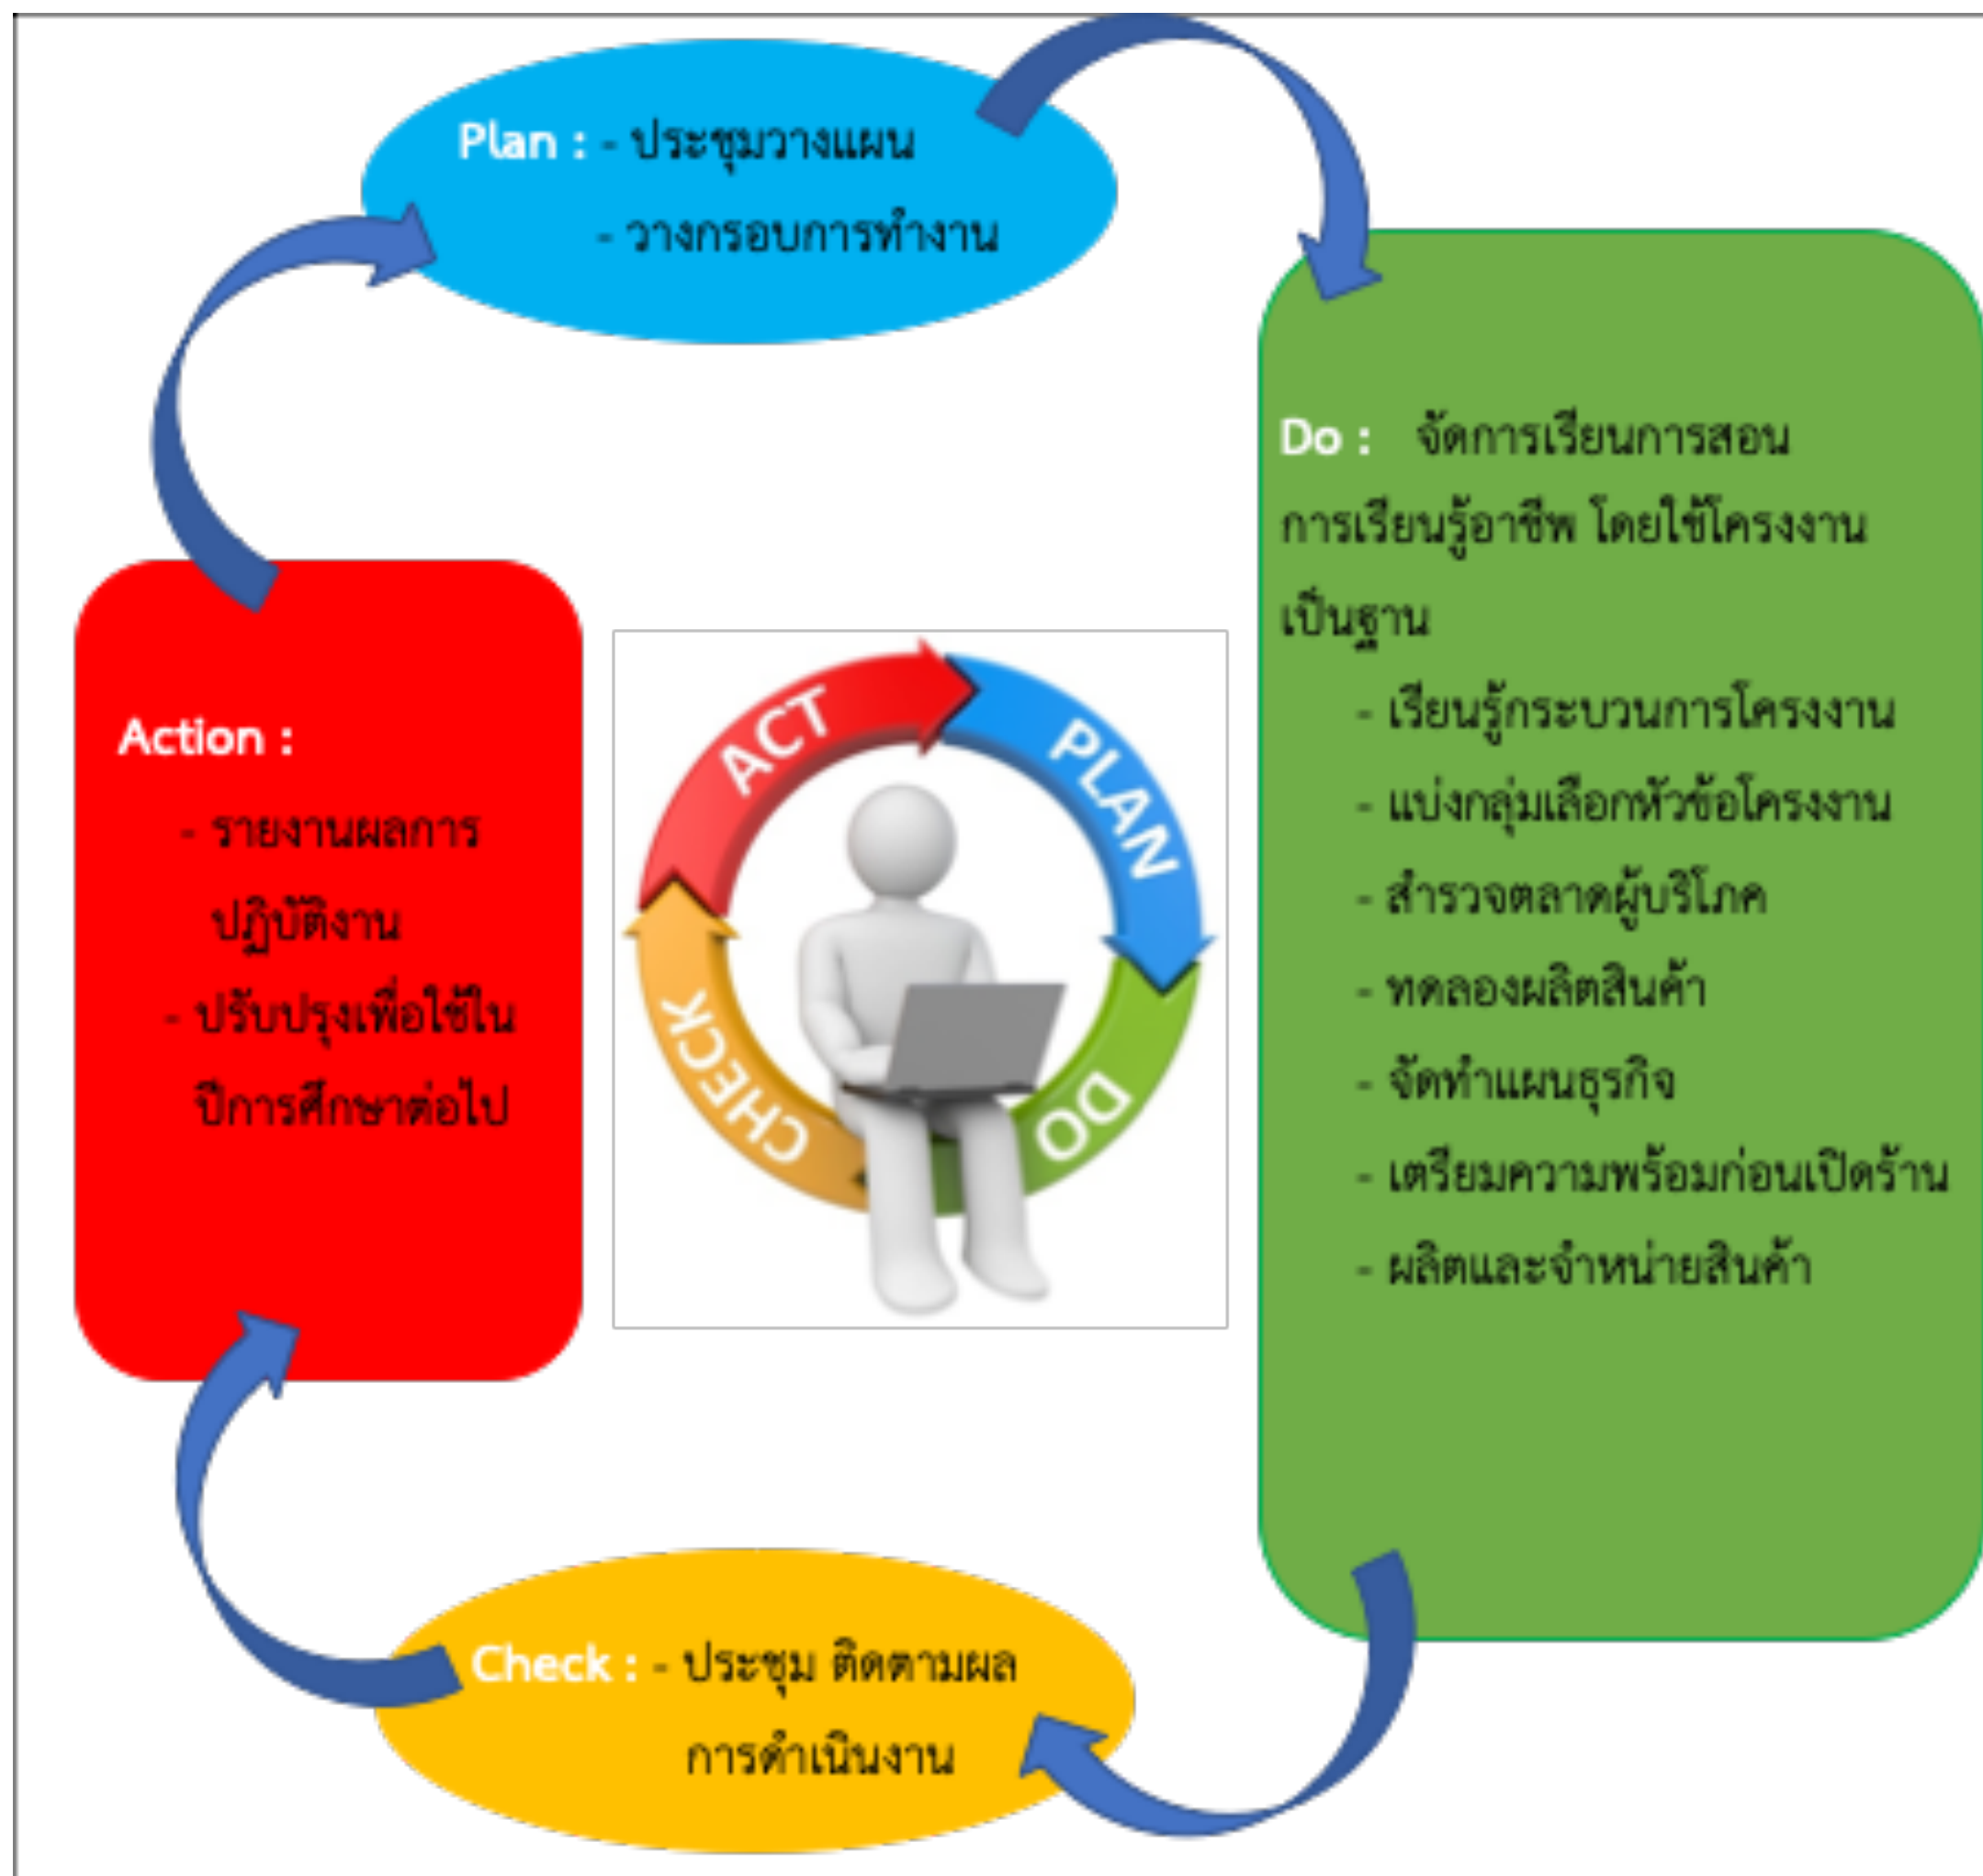 Plan : - ประชุมวางแผน
- วางกรอบการทำงาน
Do : จัดการเรียนการสอน
การเรียนรู้อาชีพ โดยใช้โครงงาน
เป็นฐาน
- เรียนรู้กระบวนการโครงงาน
- แบ่งกลุ่มเลือกหัวข้อโครงงาน
- สำรวจตลาดผู้บริโภค
- ทดลองผลิตสินค้า
- จัดทำแผนธุรกิจ
- เตรียมความพร้อมก่อนเปิดร้าน
- ผลิตและจำหน่ายสินค้า
Check : - ประชุม ติดตามผล
การดำเนินงาน
Action :
- รายงานผลการ
ปฏิบัติงาน
- ปรับปรุงเพื่อใช้ใน
ปีการศึกษาต่อไป
ACT
PLAN
DO
CHECK